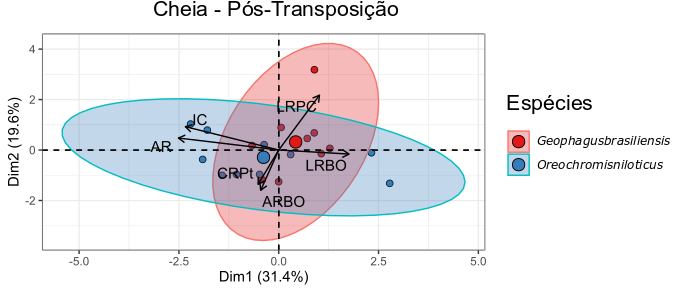 Cheia - Pós-Transposição
Dim2 (19.6%)
4
2
0
-2
LRPC
IC
AR
LRBO
CRPt
ARBO
-5.0
-2.5
0.0
2.5
5.0
Dim1 (31.4%)
Espécies
Geophagusbrasiliensis
Oreochromisniloticus